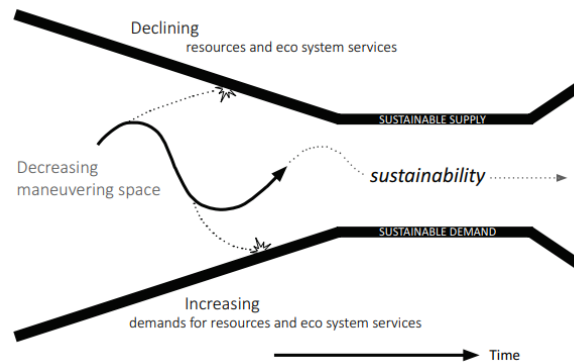 Declining
resources and eco system services
SUSTAINABLE SUPPLY
Decreasing
maneuvering space
sustainability
SUSTAINABLE DEMAND
Increasing
demands for resources and eco system services
Time